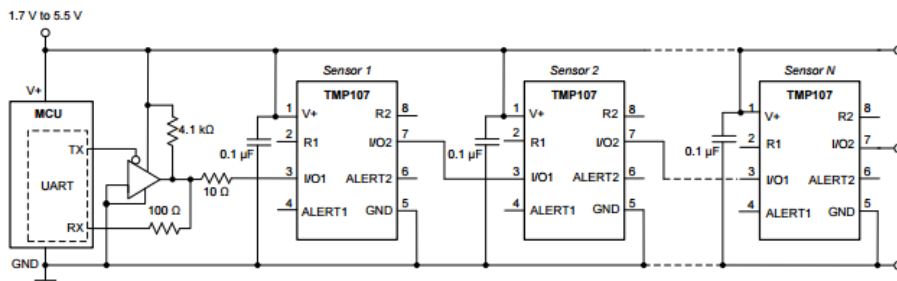 1.7 V to 5.5 V
V+
MCU
TX
UART
RX
GND
4.1 kΩ
10 Ω
100 Ω
0.1 µF
Sensor 1
TMP107
1
V+
R2
8
2
R1
I/O2
7
3
I/O1
ALERT2
6
4
ALERT1
GND
5
0.1 µF
Sensor 2
TMP107
1
V+
R2
8
2
R1
I/O2
7
3
I/O1
ALERT2
6
4
ALERT1
GND
5
0.1 µF
Sensor N
TMP107
1
V+
R2
8
2
R1
I/O2
7
3
I/O1
ALERT2
6
4
ALERT1
GND
5